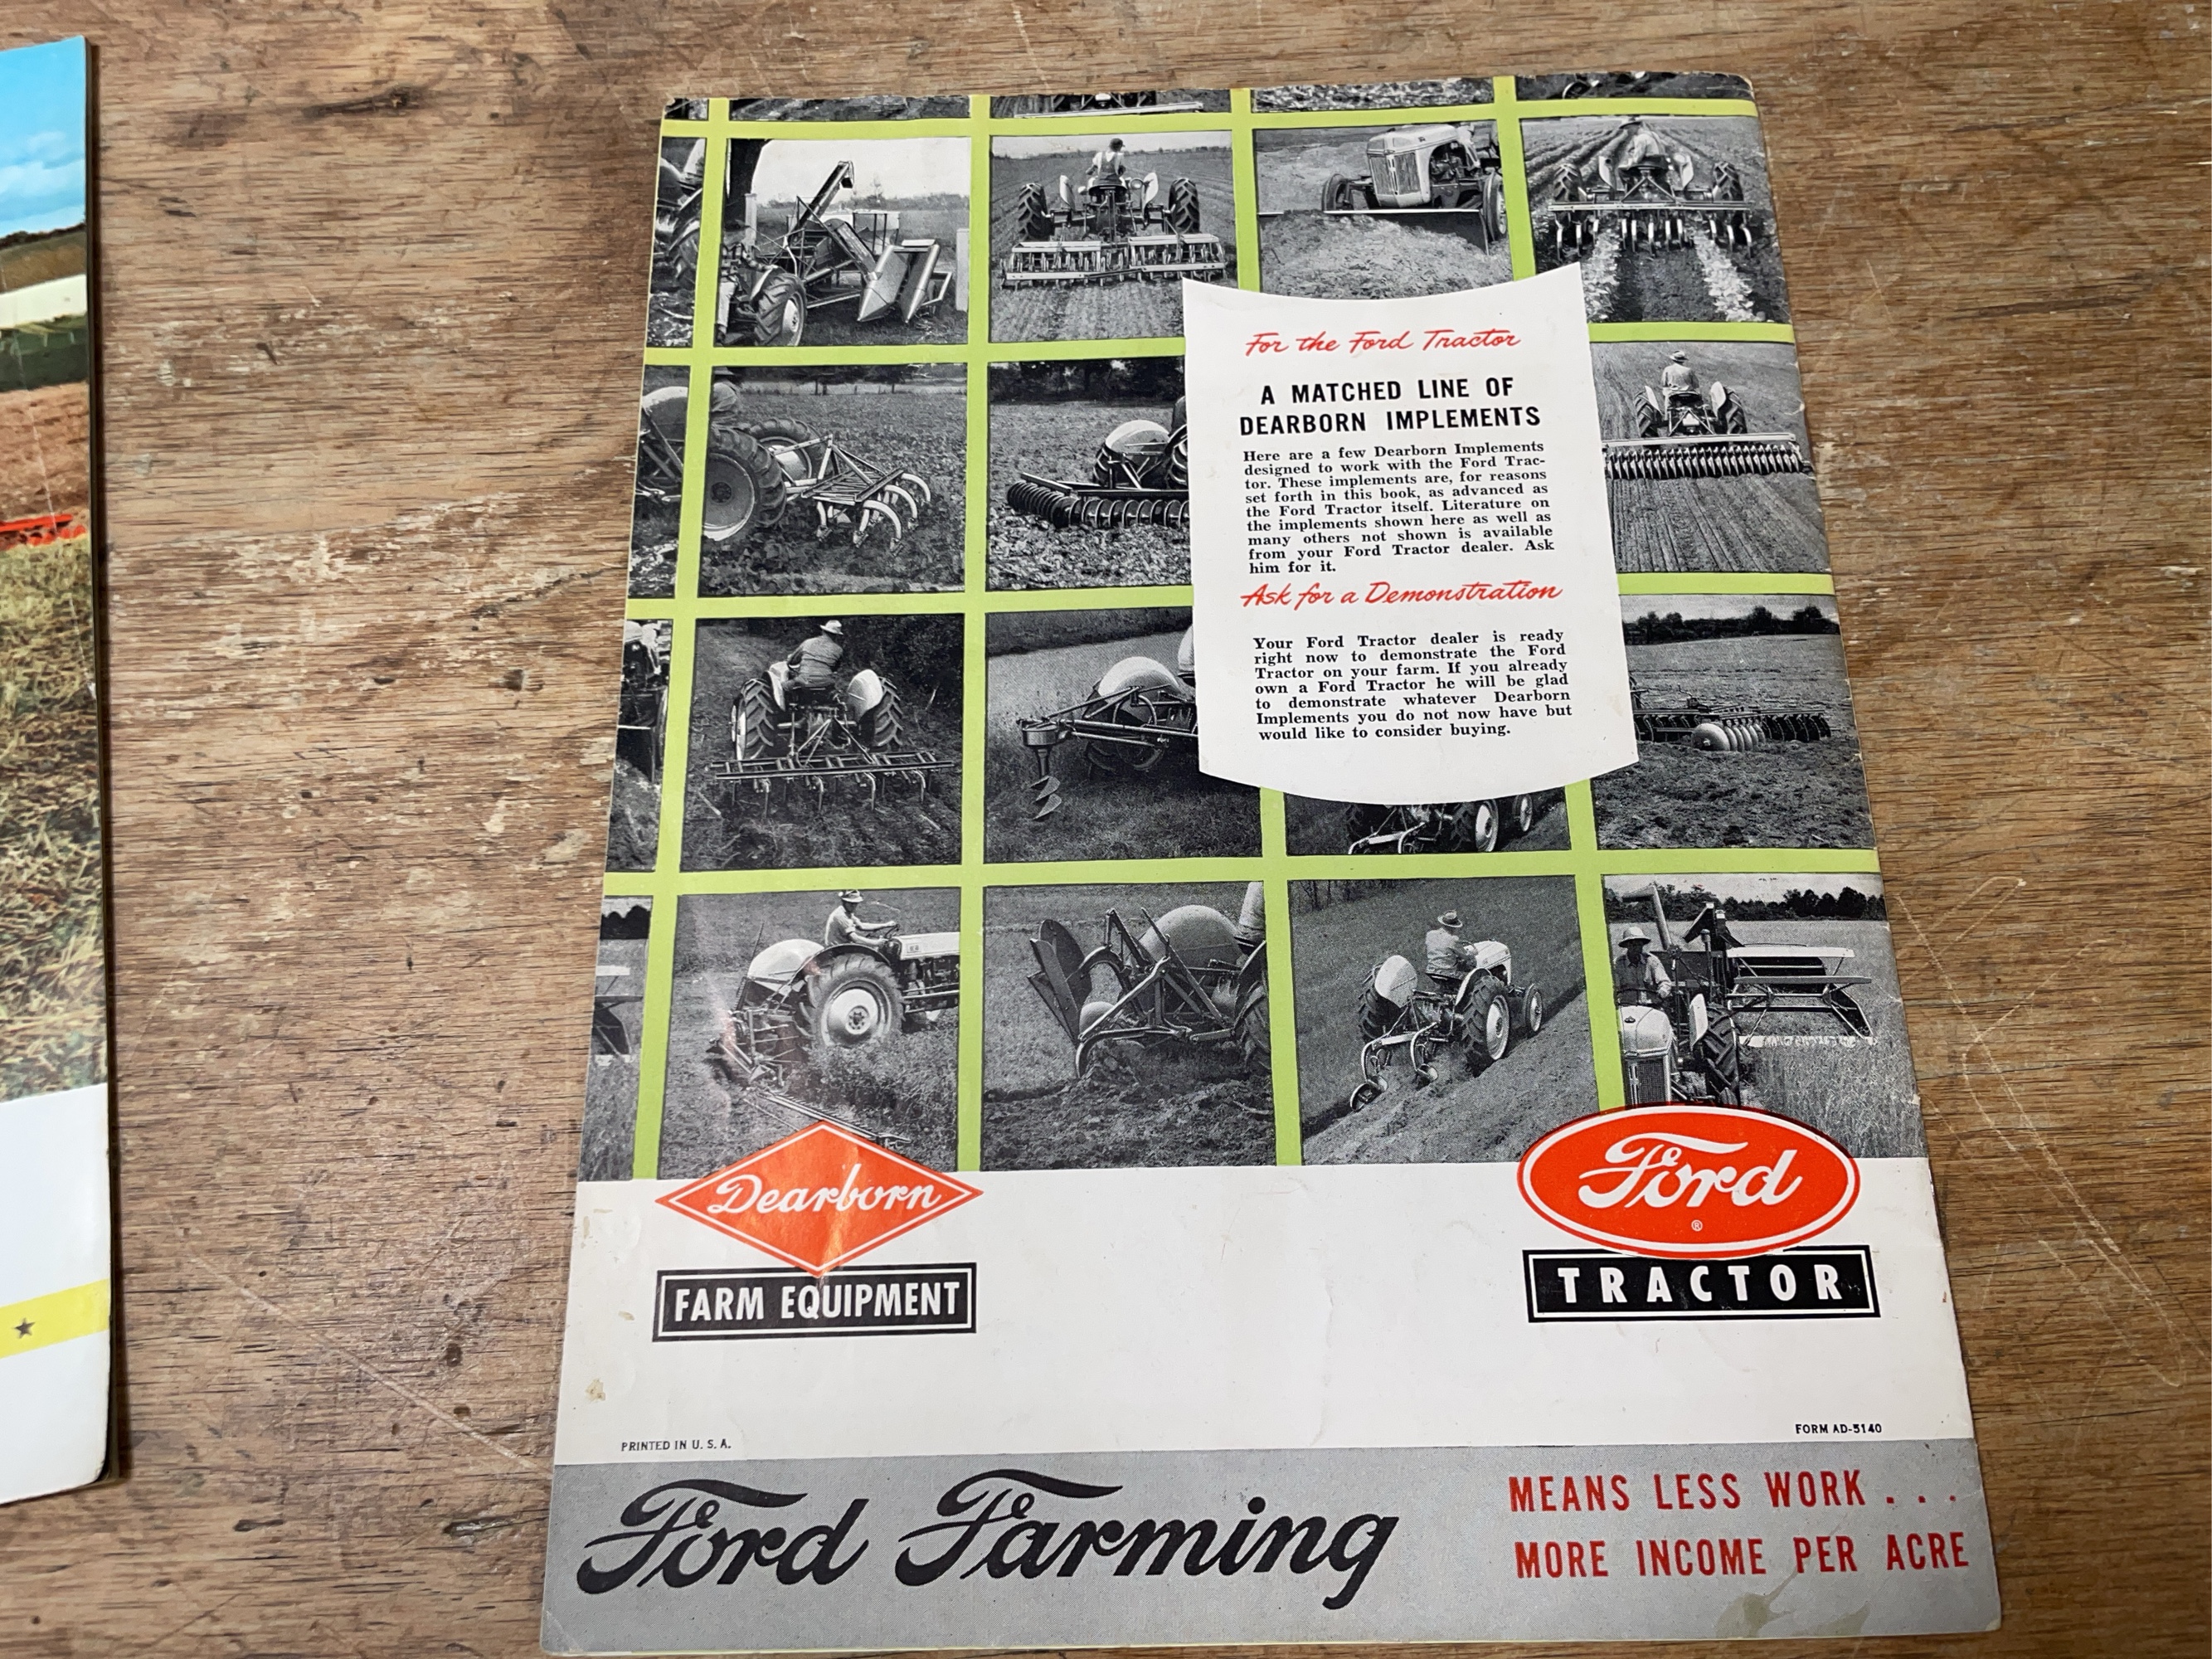 For the Ford Tractor
A MATCHED LINE OF
DEARBORN IMPLEMENTS
Here are a few Dearborn Implements
designed to work with the Ford Trac-
tor. These implements are, for reasons
set forth in this book, as advanced as
the Ford Tractor itself. Literature on
the implements shown here as well as
many others not shown is available
from your Ford Tractor dealer. Ask
him for it.
Ask for a Demonstration
Your Ford Tractor dealer is ready
right now to demonstrate the Ford
Tractor on your farm. If you already
own a Ford Tractor he will be glad
to demonstrate whatever Dearborn
Implements you do not now have but
would like to consider buying.
Dearborn
FARM EQUIPMENT
Ford
®
TRACTOR
PRINTED IN U. S. A.
FORM AD-5140
Ford Farming
MEANS LESS WORK . . .
MORE INCOME PER ACRE